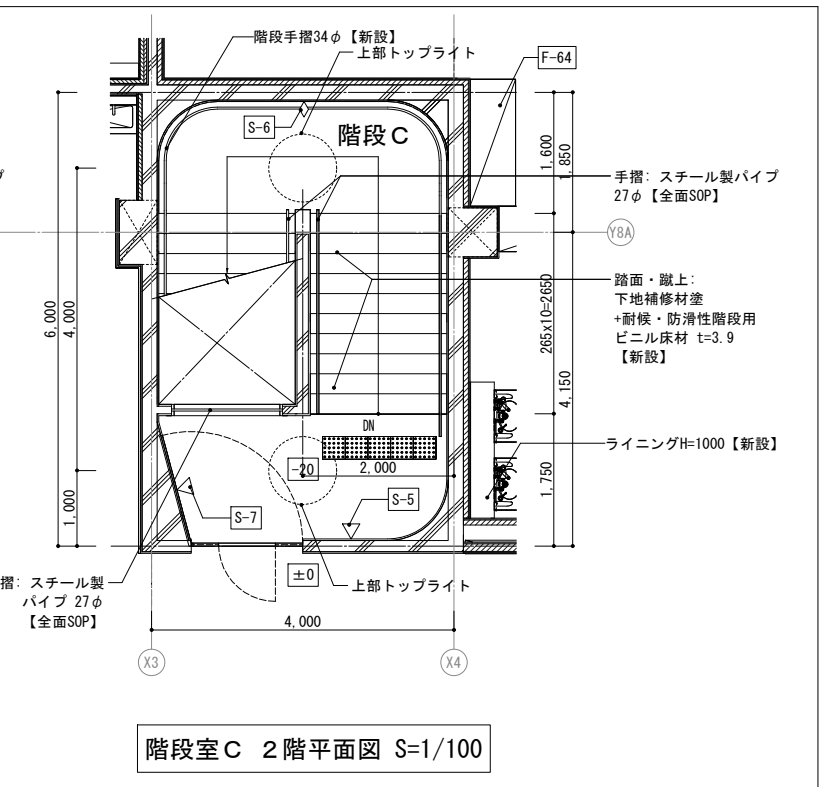 階段手摺34φ【新設】
上部トップライト
F-64
S-6
階段C
プ
1,600
1,850
手摺: スチール製パイプ
27φ【全面SOP】
Y8A
踏面・蹴上:
下地補修材塗
+耐候・防滑性階段用
ビニル床材 t=3.9
【新設】
6,000
4,000
265x10=2650
4,150
DN
ライニングH=1000【新設】
-20
2,000
1,750
1,000
S-7
S-5
±0
上部トップライト
摺: スチール製
パイプ 27φ
【全面SOP】
4,000
X3
X4
階段室C 2階平面図 S=1/100